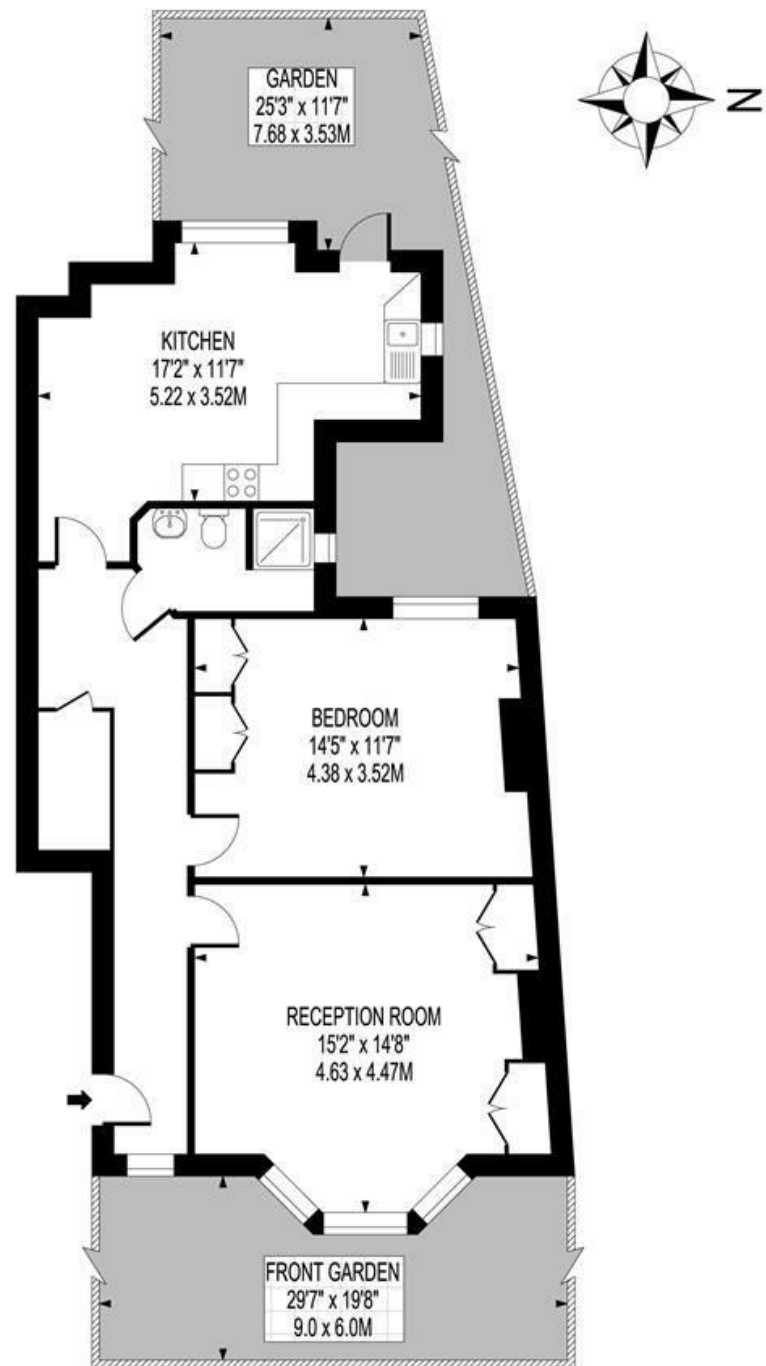 GARDEN
25'3" x 11'7"
7.68 x 3.53M
N
KITCHEN
17'2" x 11'7"
5.22 x 3.52M
BEDROOM
14'5" x 11'7"
4.38 x 3.52M
RECEPTION ROOM
15'2" x 14'8"
4.63 x 4.47M
FRONT GARDEN
29'7" x 19'8"
9.0 x 6.0M